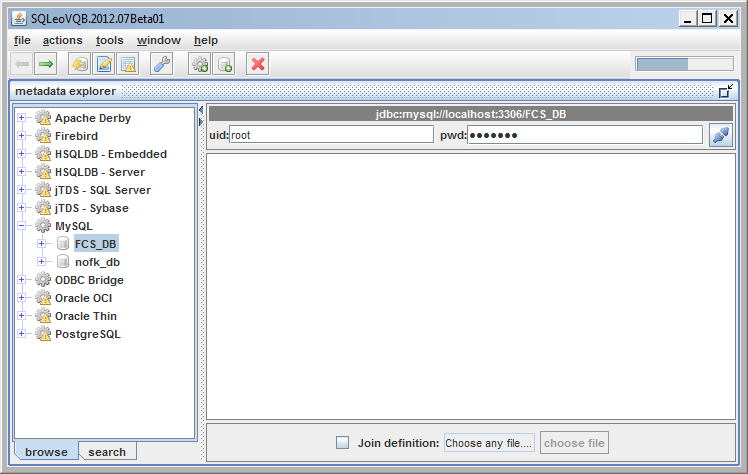 SQLeoVQB.2012.07Beta01
file actions tools window help
metadata explorer
Apache Derby
Firebird
HSQLDB - Embedded
HSQLDB - Server
jTDS - SQL Server
jTDS - Sybase
MySQL
FCS_DB
nofk_db
ODBC Bridge
Oracle OCI
Oracle Thin
PostgreSQL
browse search
jdbc:mysql://localhost:3306/FCS_DB
uid: root pwd: ●●●●●●●
Join definition: Choose any file.... choose file